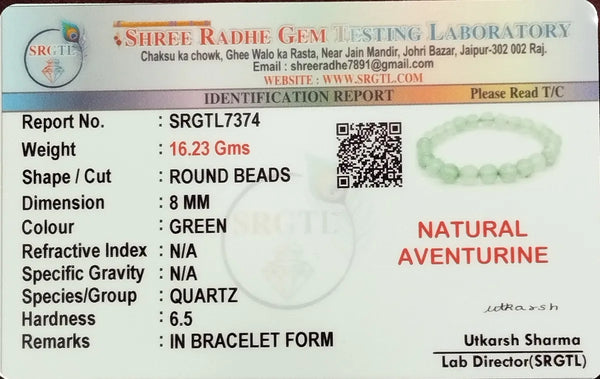 SRGTL
SHREE RADHE GEM TESTING LABORATORY
Chaksu ka chowk, Ghee Walo ka Rasta, Near Jain Mandir, Johri Bazar, Jaipur-302 002 Raj.
Email : shreeradhe7891@gmail.com
WEBSITE : WWW.SRGTL.COM
IDENTIFICATION REPORT Please Read T/C
Report No. : SRGTL7374
Weight : 16.23 Gms
Shape / Cut : ROUND BEADS
Dimension : 8 MM
Colour : GREEN
Refractive Index : N/A
Specific Gravity : N/A
Species/Group : QUARTZ
Hardness : 6.5
Remarks : IN BRACELET FORM
SRGTL
NATURAL
AVENTURINE
utkarsh
Utkarsh Sharma
Lab Director(SRGTL)